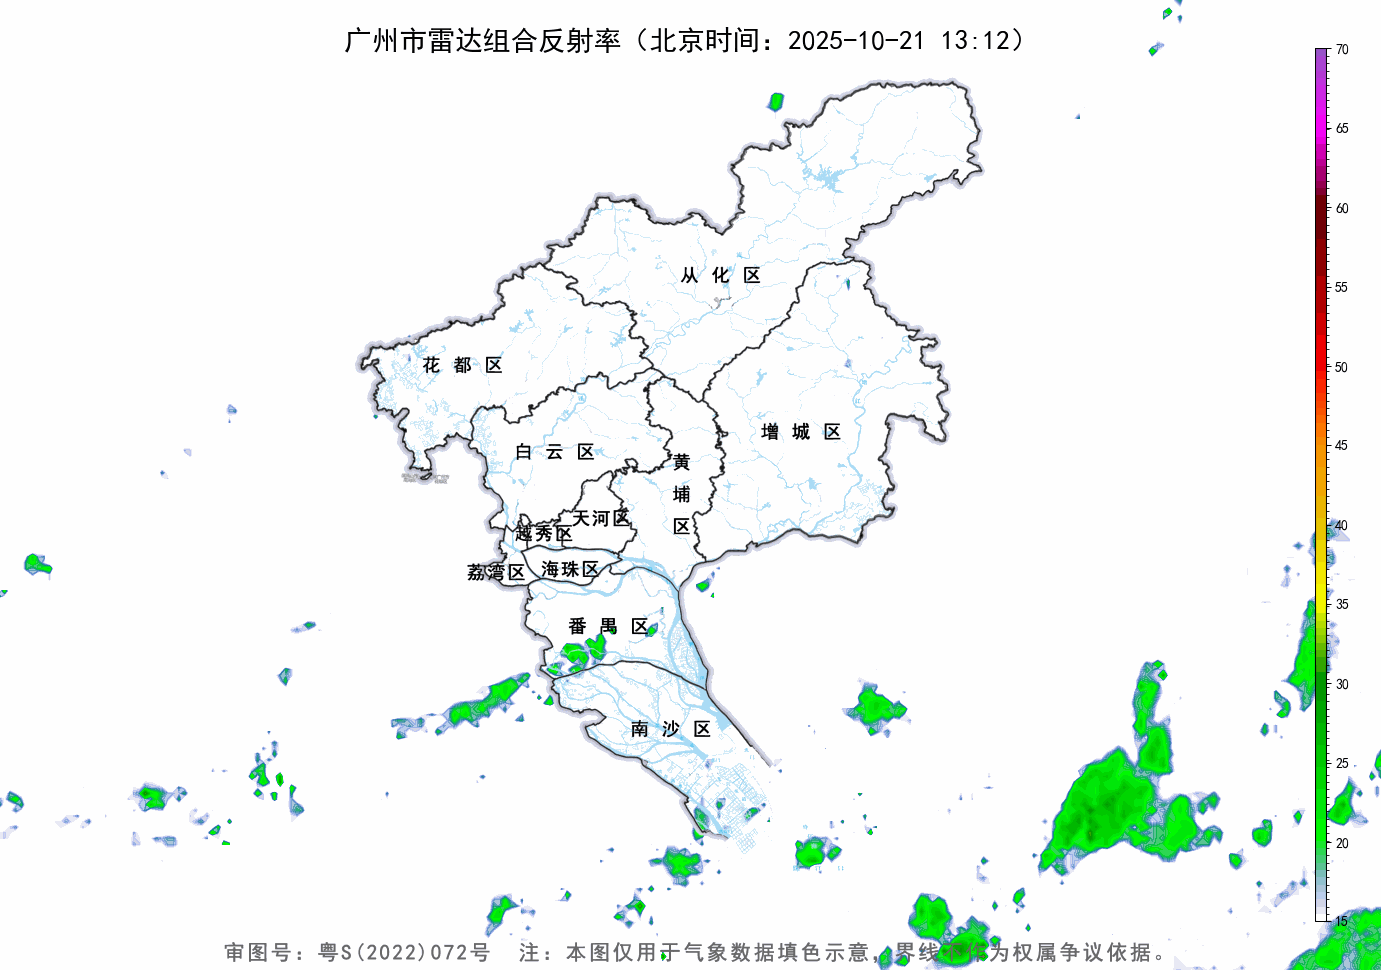 广州市雷达组合反射率（北京时间：2025-10-21 13:12）
70
65
60
55
50
45
40
35
30
25
20
15
从化区
花都区
增城区
白云区
黄埔区
天河区
越秀区
荔湾区
海珠区
番禺区
南沙区
审图号：粤S(2022)072号 注：本图仅用于气象数据填色示意，界线不作为权属争议依据。